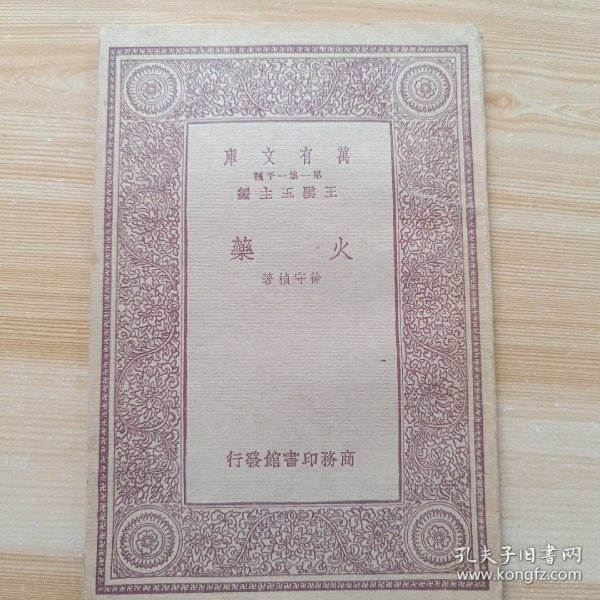 萬有文庫
第一集一千種
王雲五主編
火藥
徐守楨著
商務印書館發行
孔夫子旧书网
www.kongfz.com